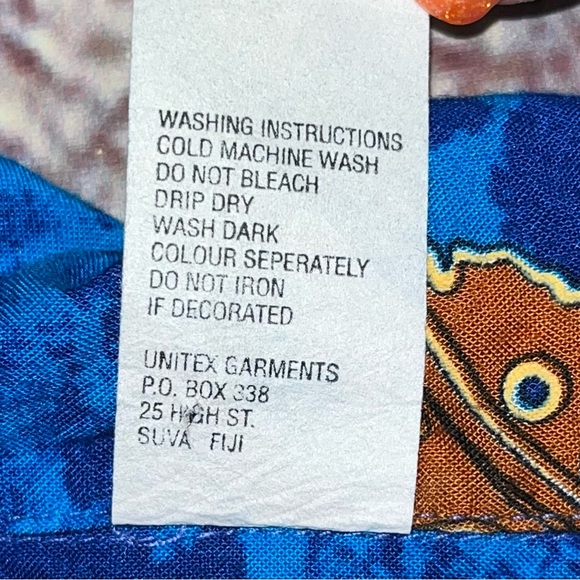 WASHING INSTRUCTIONS
COLD MACHINE WASH
DO NOT BLEACH
DRIP DRY
WASH DARK
COLOUR SEPERATELY
DO NOT IRON
IF DECORATED
UNITEX GARMENTS
P.O. BOX 338
25 HIGH ST.
SUVA FIJI